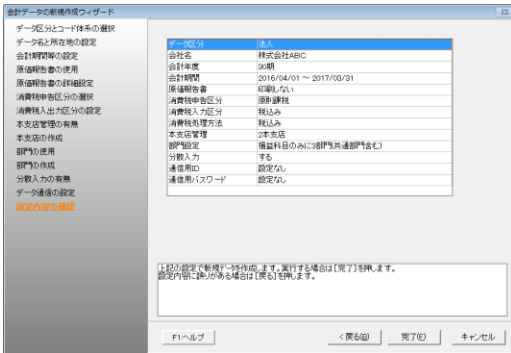 会計データの新規作成ウィザード
データ区分とコード体系の選択
データ名と所在地の設定
会計期間等の設定
原価報告書の使用
原価報告書の詳細設定
消費税申告区分の選択
消費税入出力区分の設定
本支店管理の有無
本支店の作成
部門の使用
部門の作成
分散入力の有無
データ通信の設定
設定内容の確認
データ区分 法人
会社名 株式会社ABC
会計年度 30期
会計期間 2016/04/01 ～ 2017/03/31
原価報告書 印刷しない
消費税申告区分 原則課税
消費税入力区分 税込み
消費税処理方法 税込み
本支店管理 2本支店
部門設定 損益科目のみに3部門(共通部門含む)
分散入力 する
通信用ID 設定なし
通信用パスワード 設定なし
上記の設定で新規データを作成します。実行する場合は[完了]を押します。
設定内容に誤りがある場合は[戻る]を押します。
F1ヘルプ
< 戻る(B)
完了(E)
キャンセル